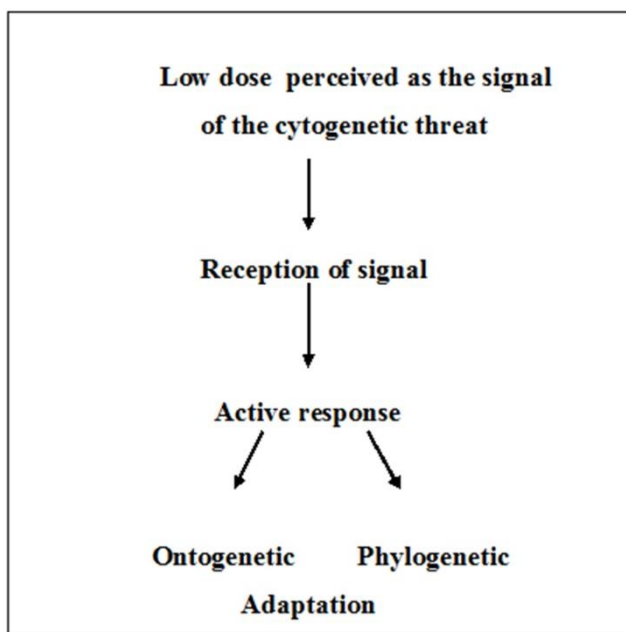 Low dose perceived as the signal
of the cytogenetic threat
Reception of signal
Active response
Ontogenetic Phylogenetic
Adaptation